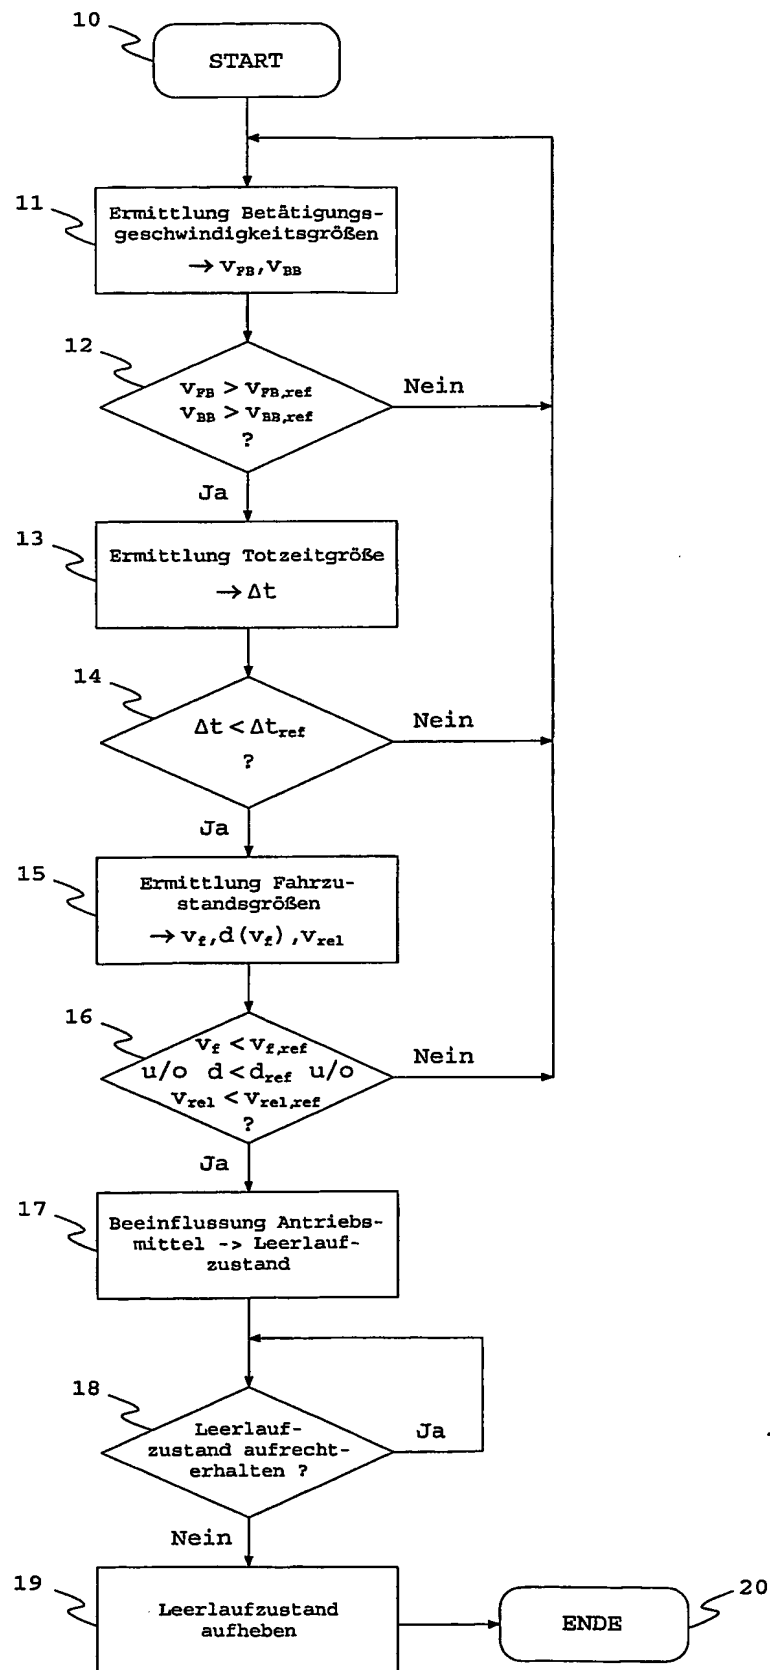 10
START
11
Ermittlung Betätigungs-
geschwindigkeitsgrößen
→ v_FB, v_BB
12
v_FB > v_FB,ref
v_BB > v_BB,ref
?
Nein
Ja
13
Ermittlung Totzeitgröße
→ Δt
14
Δt < Δt_ref
?
Nein
Ja
15
Ermittlung Fahrzu-
standsgrößen
→ v_f, d(v_f), v_rel
16
v_f < v_f,ref
u/o d < d_ref u/o
v_rel < v_rel,ref
?
Nein
Ja
17
Beeinflussung Antriebs-
mittel -> Leerlauf-
zustand
18
Leerlauf-
zustand aufrecht-
erhalten ?
Ja
Nein
19
Leerlaufzustand
aufheben
ENDE
20